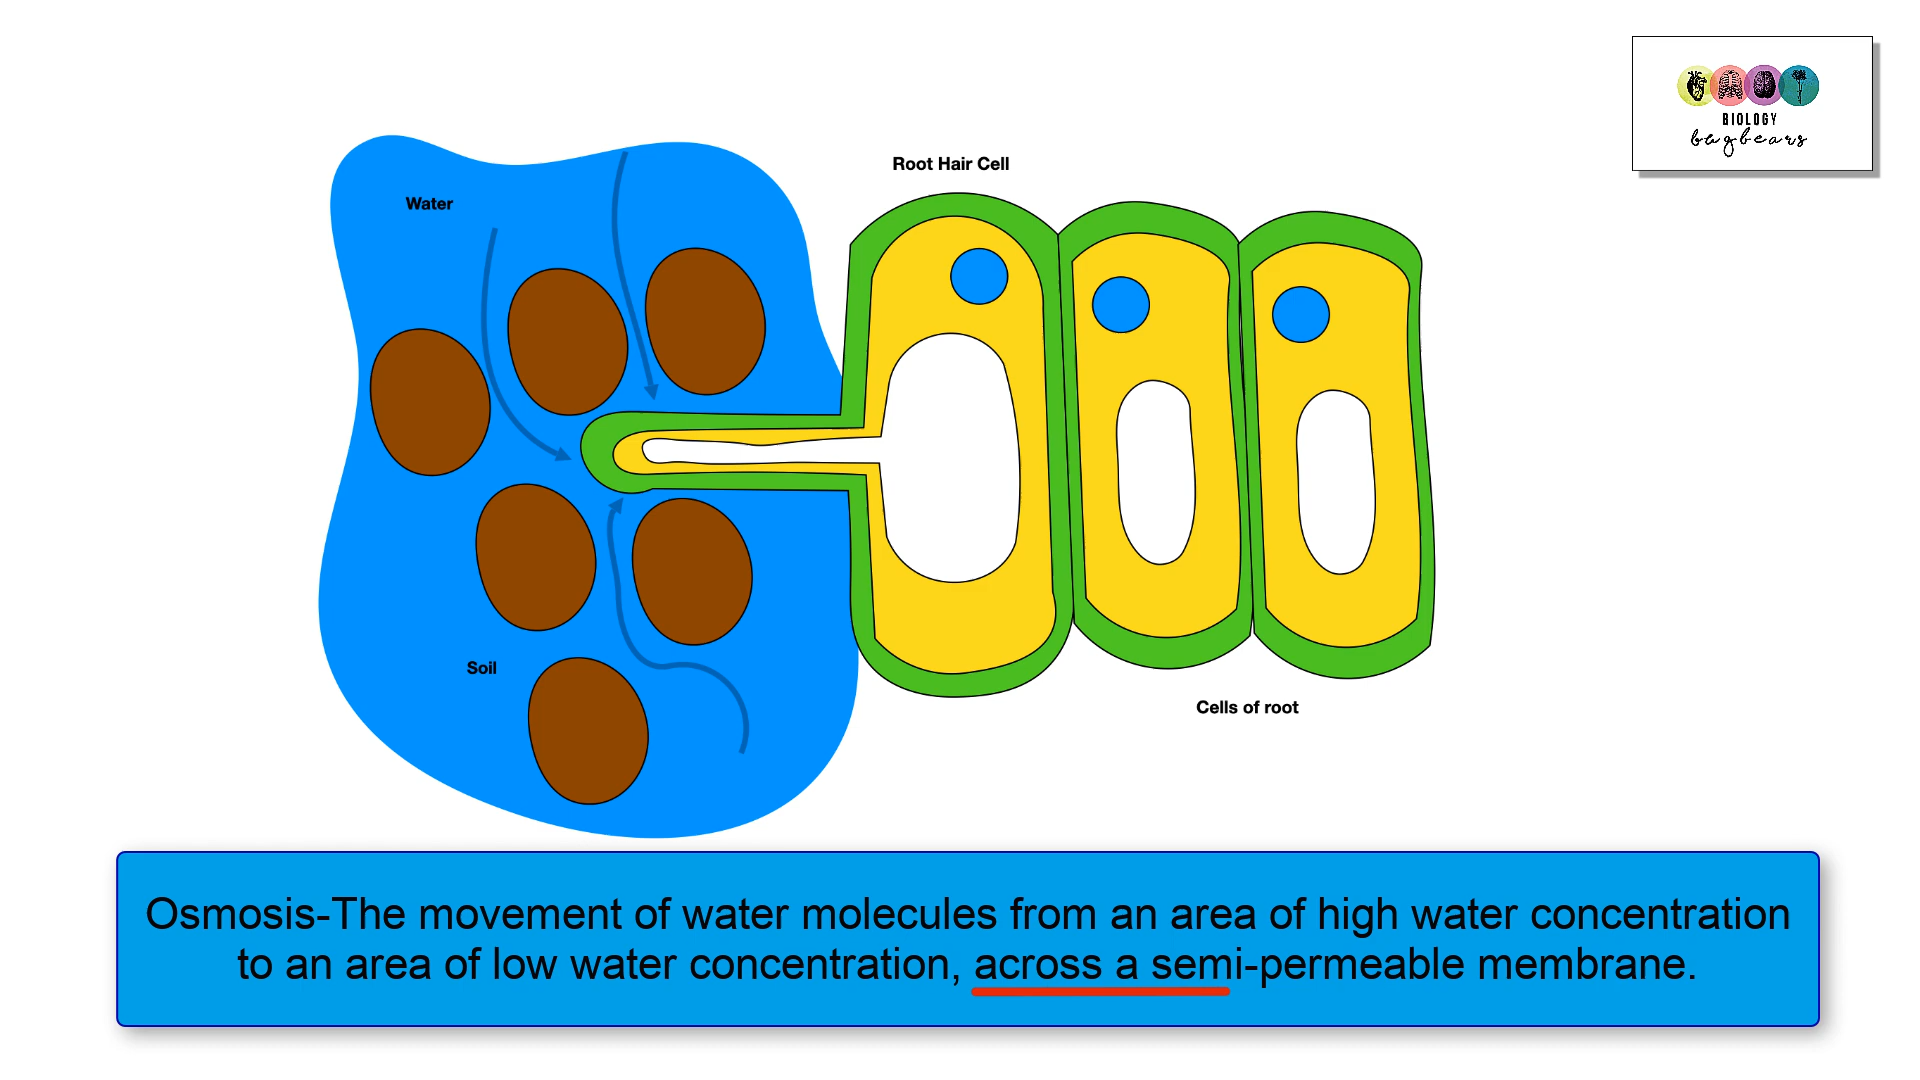 BIOLOGY
bugbears
Root Hair Cell
Water
Soil
Cells of root
Osmosis-The movement of water molecules from an area of high water concentration
to an area of low water concentration, across a semi-permeable membrane.